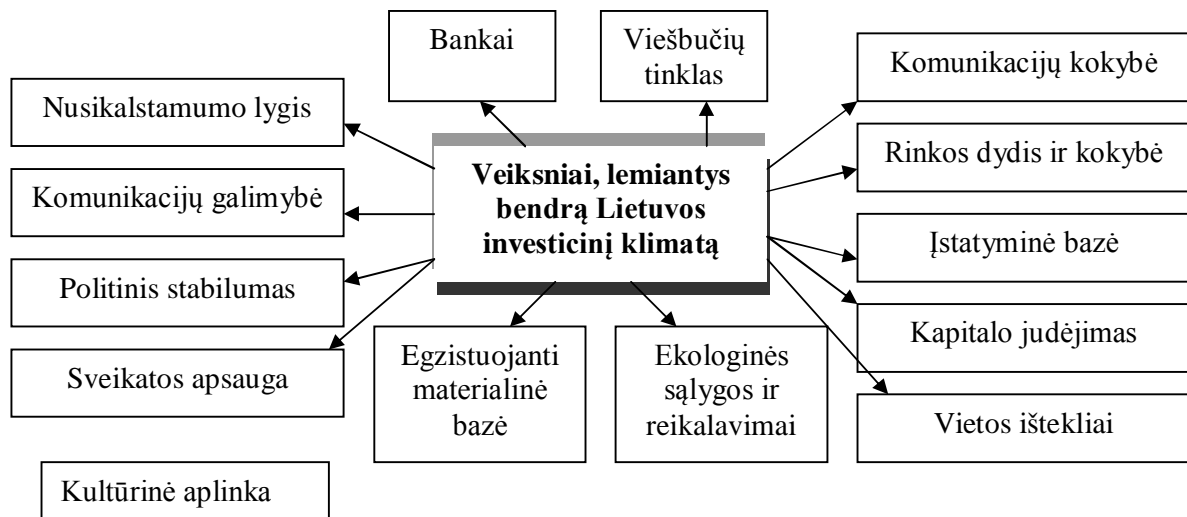 Bankai
Viešbučių
tinklas
Komunikacijų kokybė
Nusikalstamumo lygis
Rinkos dydis ir kokybė
Veiksniai, lemiantys
bendrą Lietuvos
investicinį klimatą
Komunikacijų galimybė
Įstatyminė bazė
Politinis stabilumas
Kapitalo judėjimas
Sveikatos apsauga
Egzistuojanti
materialinė
bazė
Ekologinės
sąlygos ir
reikalavimai
Vietos ištekliai
Kultūrinė aplinka